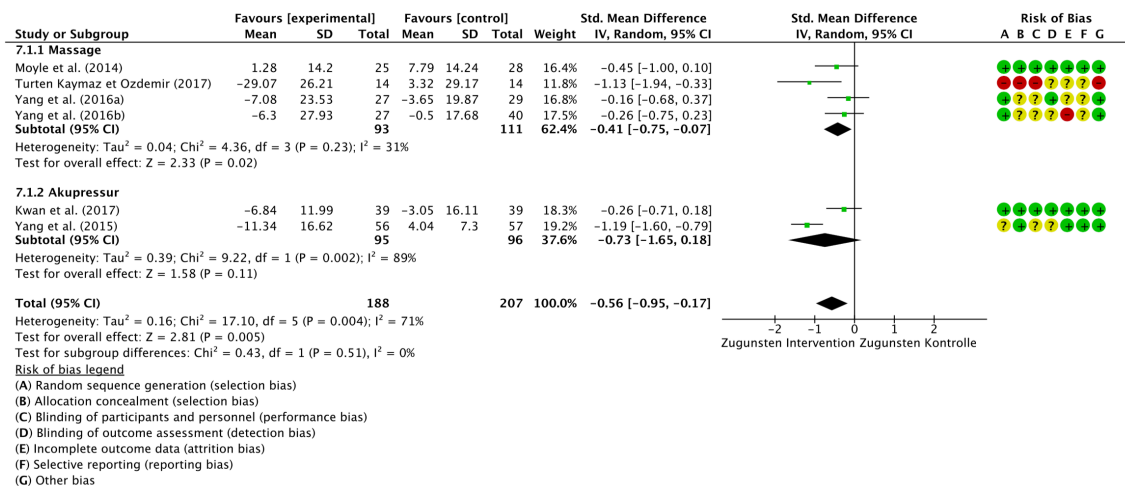 Favours [experimental] Favours [control] Std. Mean Difference Std. Mean Difference Risk of Bias
Study or Subgroup Mean SD Total Mean SD Total Weight IV, Random, 95% CI IV, Random, 95% CI A B C D E F G
7.1.1 Massage
Moyle et al. (2014) 1.28 14.2 25 7.79 14.24 28 16.4% −0.45 [−1.00, 0.10] + + + + + + +
Turten Kaymaz et Ozdemir (2017) −29.07 26.21 14 3.32 29.17 14 11.8% −1.13 [−1.94, −0.33] − − − ? ? ? −
Yang et al. (2016a) −7.08 23.53 27 −3.65 19.87 29 16.8% −0.16 [−0.68, 0.37] + ? ? + ? ? +
Yang et al. (2016b) −6.3 27.93 27 −0.5 17.68 40 17.5% −0.26 [−0.75, 0.23] + ? ? ? − ? +
Subtotal (95% CI) 93 111 62.4% −0.41 [−0.75, −0.07]
Heterogeneity: Tau² = 0.04; Chi² = 4.36, df = 3 (P = 0.23); I² = 31%
Test for overall effect: Z = 2.33 (P = 0.02)
7.1.2 Akupressur
Kwan et al. (2017) −6.84 11.99 39 −3.05 16.11 39 18.3% −0.26 [−0.71, 0.18] + + + + + + +
Yang et al. (2015) −11.34 16.62 56 4.04 7.3 57 19.2% −1.19 [−1.60, −0.79] ? + ? ? + + +
Subtotal (95% CI) 95 96 37.6% −0.73 [−1.65, 0.18]
Heterogeneity: Tau² = 0.39; Chi² = 9.22, df = 1 (P = 0.002); I² = 89%
Test for overall effect: Z = 1.58 (P = 0.11)
Total (95% CI) 188 207 100.0% −0.56 [−0.95, −0.17]
Heterogeneity: Tau² = 0.16; Chi² = 17.10, df = 5 (P = 0.004); I² = 71%
Test for overall effect: Z = 2.81 (P = 0.005)
Test for subgroup differences: Chi² = 0.43, df = 1 (P = 0.51), I² = 0%
−2 −1 0 1 2
Zugunsten Intervention Zugunsten Kontrolle
Risk of bias legend
(A) Random sequence generation (selection bias)
(B) Allocation concealment (selection bias)
(C) Blinding of participants and personnel (performance bias)
(D) Blinding of outcome assessment (detection bias)
(E) Incomplete outcome data (attrition bias)
(F) Selective reporting (reporting bias)
(G) Other bias